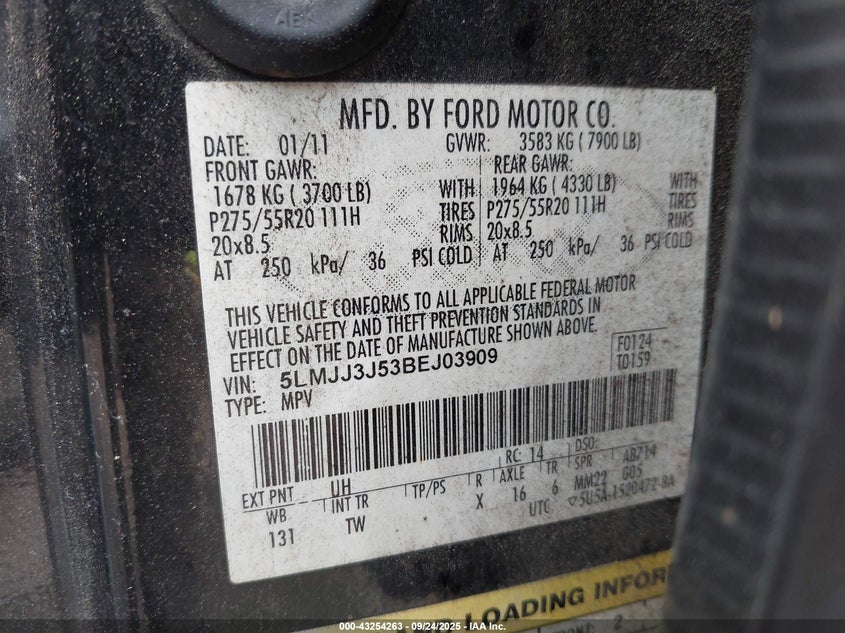 MFD. BY FORD MOTOR CO.
DATE: 01/11 GVWR: 3583 KG ( 7900 LB)
FRONT GAWR: REAR GAWR:
1678 KG ( 3700 LB) WITH 1964 KG ( 4330 LB) WITH
P275/55R20 111H TIRES P275/55R20 111H TIRES
20x8.5 RIMS 20x8.5 RIMS
AT 250 kPa/ 36 PSI COLD AT 250 kPa/ 36 PSI COLD
THIS VEHICLE CONFORMS TO ALL APPLICABLE FEDERAL MOTOR
VEHICLE SAFETY AND THEFT PREVENTION STANDARDS IN
EFFECT ON THE DATE OF MANUFACTURE SHOWN ABOVE.
F0124
T0159
VIN: 5LMJJ3J53BEJ03909
TYPE: MPV
EXT PNT UH RC: 14 DSO:
WB INT TR TP/PS R AXLE TR SPR AB714
131 TW X 16 6 MM22 G05
UTC ▽5U5A-1520472-BA
LOADING INFOR
2
000-43254263 - 09/24/2025 - IAA Inc.